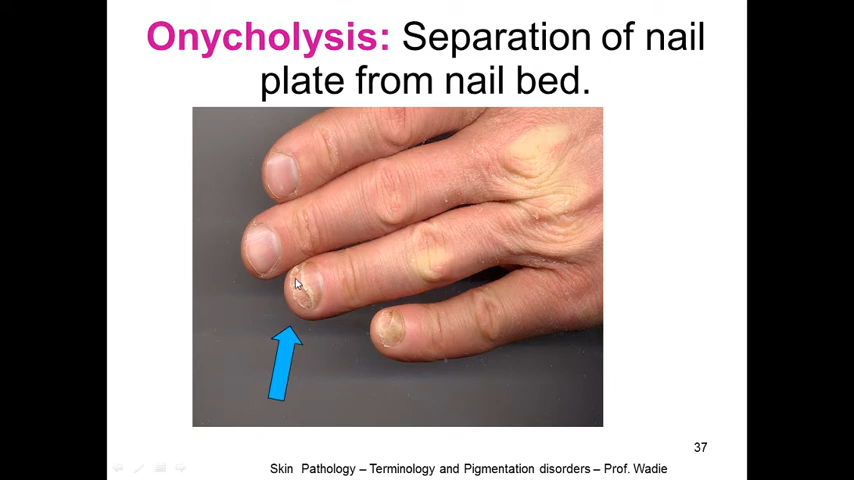 Onycholysis: Separation of nail
plate from nail bed.
37
Skin Pathology – Terminology and Pigmentation disorders – Prof. Wadie